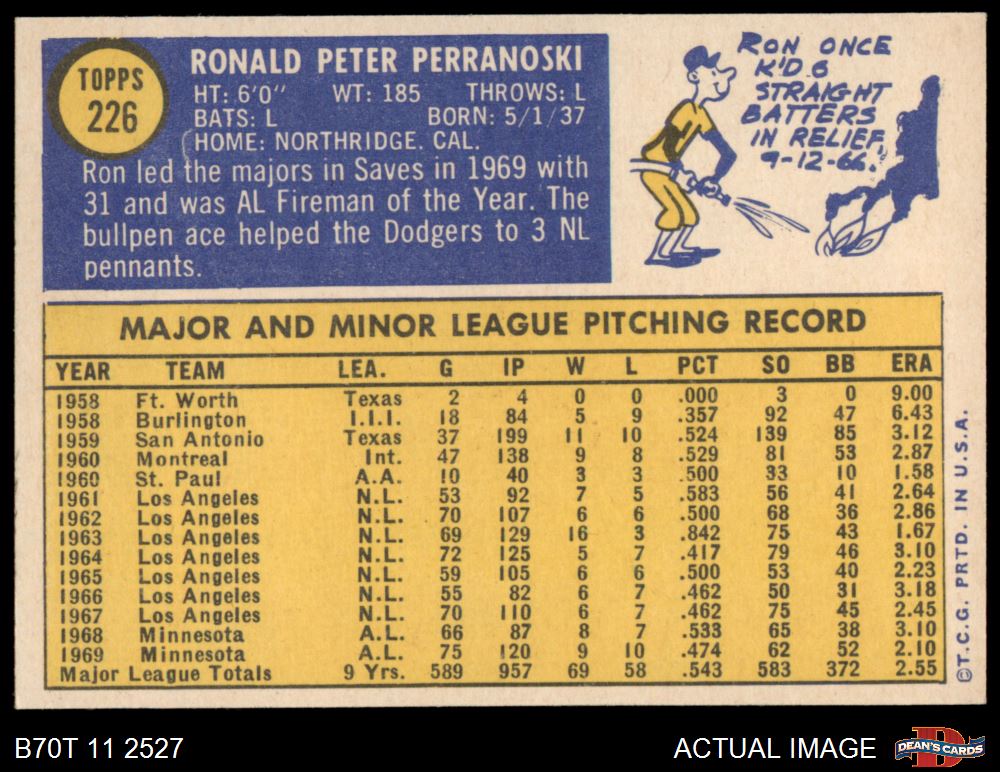 TOPPS
226
RONALD PETER PERRANOSKI
HT: 6'0" WT: 185 THROWS: L
BATS: L BORN: 5/1/37
HOME: NORTHRIDGE. CAL.
Ron led the majors in Saves in 1969 with
31 and was AL Fireman of the Year. The
bullpen ace helped the Dodgers to 3 NL
pennants.
RON ONCE
K'D 6
STRAIGHT
BATTERS
IN RELIEF,
9-12-66.
MAJOR AND MINOR LEAGUE PITCHING RECORD
YEAR TEAM LEA. G IP W L PCT SO BB ERA
1958 Ft. Worth Texas 2 4 0 0 .000 3 0 9.00
1958 Burlington I.I.I. 18 84 5 9 .357 92 47 6.43
1959 San Antonio Texas 37 199 11 10 .524 139 85 3.12
1960 Montreal Int. 47 138 9 8 .529 81 53 2.87
1960 St. Paul A.A. 10 40 3 3 .500 33 10 1.58
1961 Los Angeles N.L. 53 92 7 5 .583 56 41 2.64
1962 Los Angeles N.L. 70 107 6 6 .500 68 36 2.86
1963 Los Angeles N.L. 69 129 16 3 .842 75 43 1.67
1964 Los Angeles N.L. 72 125 5 7 .417 79 46 3.10
1965 Los Angeles N.L. 59 105 6 6 .500 53 40 2.23
1966 Los Angeles N.L. 55 82 6 7 .462 50 31 3.18
1967 Los Angeles N.L. 70 110 6 7 .462 75 45 2.45
1968 Minnesota A.L. 66 87 8 7 .533 65 38 3.10
1969 Minnesota A.L. 75 120 9 10 .474 62 52 2.10
Major League Totals 9 Yrs. 589 957 69 58 .543 583 372 2.55
©T.C.G. PRTD. IN U.S.A.
B70T 11 2527
ACTUAL IMAGE
D
DEAN'S CARDS